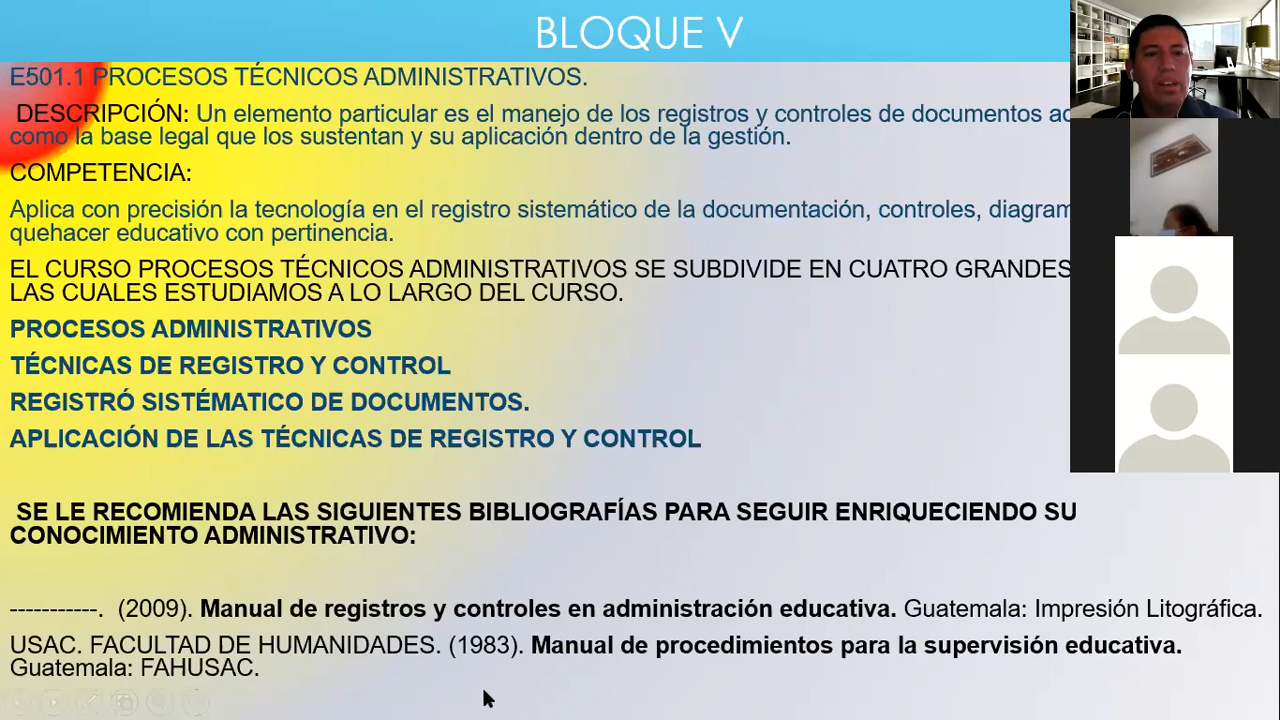 BLOQUE V
E501.1 PROCESOS TÉCNICOS ADMINISTRATIVOS.
DESCRIPCIÓN: Un elemento particular es el manejo de los registros y controles de documentos
como la base legal que los sustentan y su aplicación dentro de la gestión.
COMPETENCIA:
Aplica con precisión la tecnología en el registro sistemático de la documentación, controles,
quehacer educativo con pertinencia.
EL CURSO PROCESOS TÉCNICOS ADMINISTRATIVOS SE SUBDIVIDE EN CUATRO GRANDES
LAS CUALES ESTUDIAMOS A LO LARGO DEL CURSO.
PROCESOS ADMINISTRATIVOS
TÉCNICAS DE REGISTRO Y CONTROL
REGISTRÓ SISTÉMATICO DE DOCUMENTOS.
APLICACIÓN DE LAS TÉCNICAS DE REGISTRO Y CONTROL
SE LE RECOMIENDA LAS SIGUIENTES BIBLIOGRAFÍAS PARA SEGUIR ENRIQUECIENDO SU
CONOCIMIENTO ADMINISTRATIVO:
-----------. (2009). Manual de registros y controles en administración educativa. Guatemala: Impresión Litográfica.
USAC. FACULTAD DE HUMANIDADES. (1983). Manual de procedimientos para la supervisión educativa.
Guatemala: FAHUSAC.